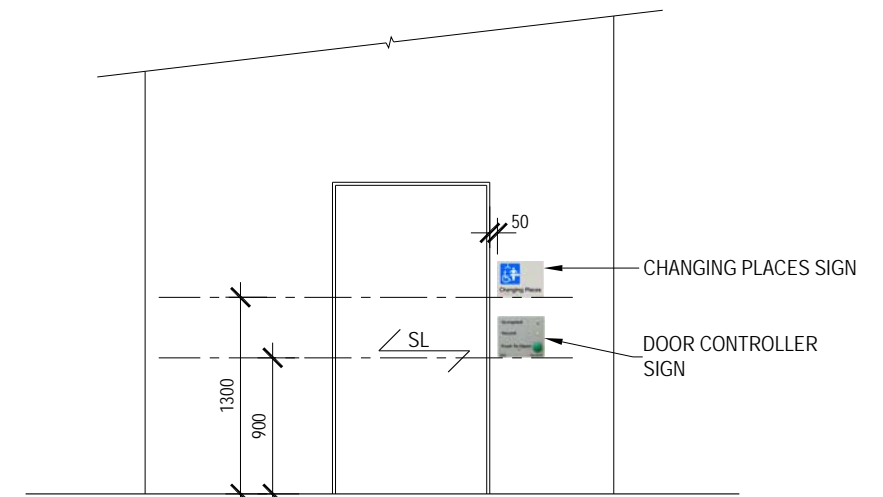 50
Changing Places
CHANGING PLACES SIGN
SL
DOOR CONTROLLER
SIGN
1300
900